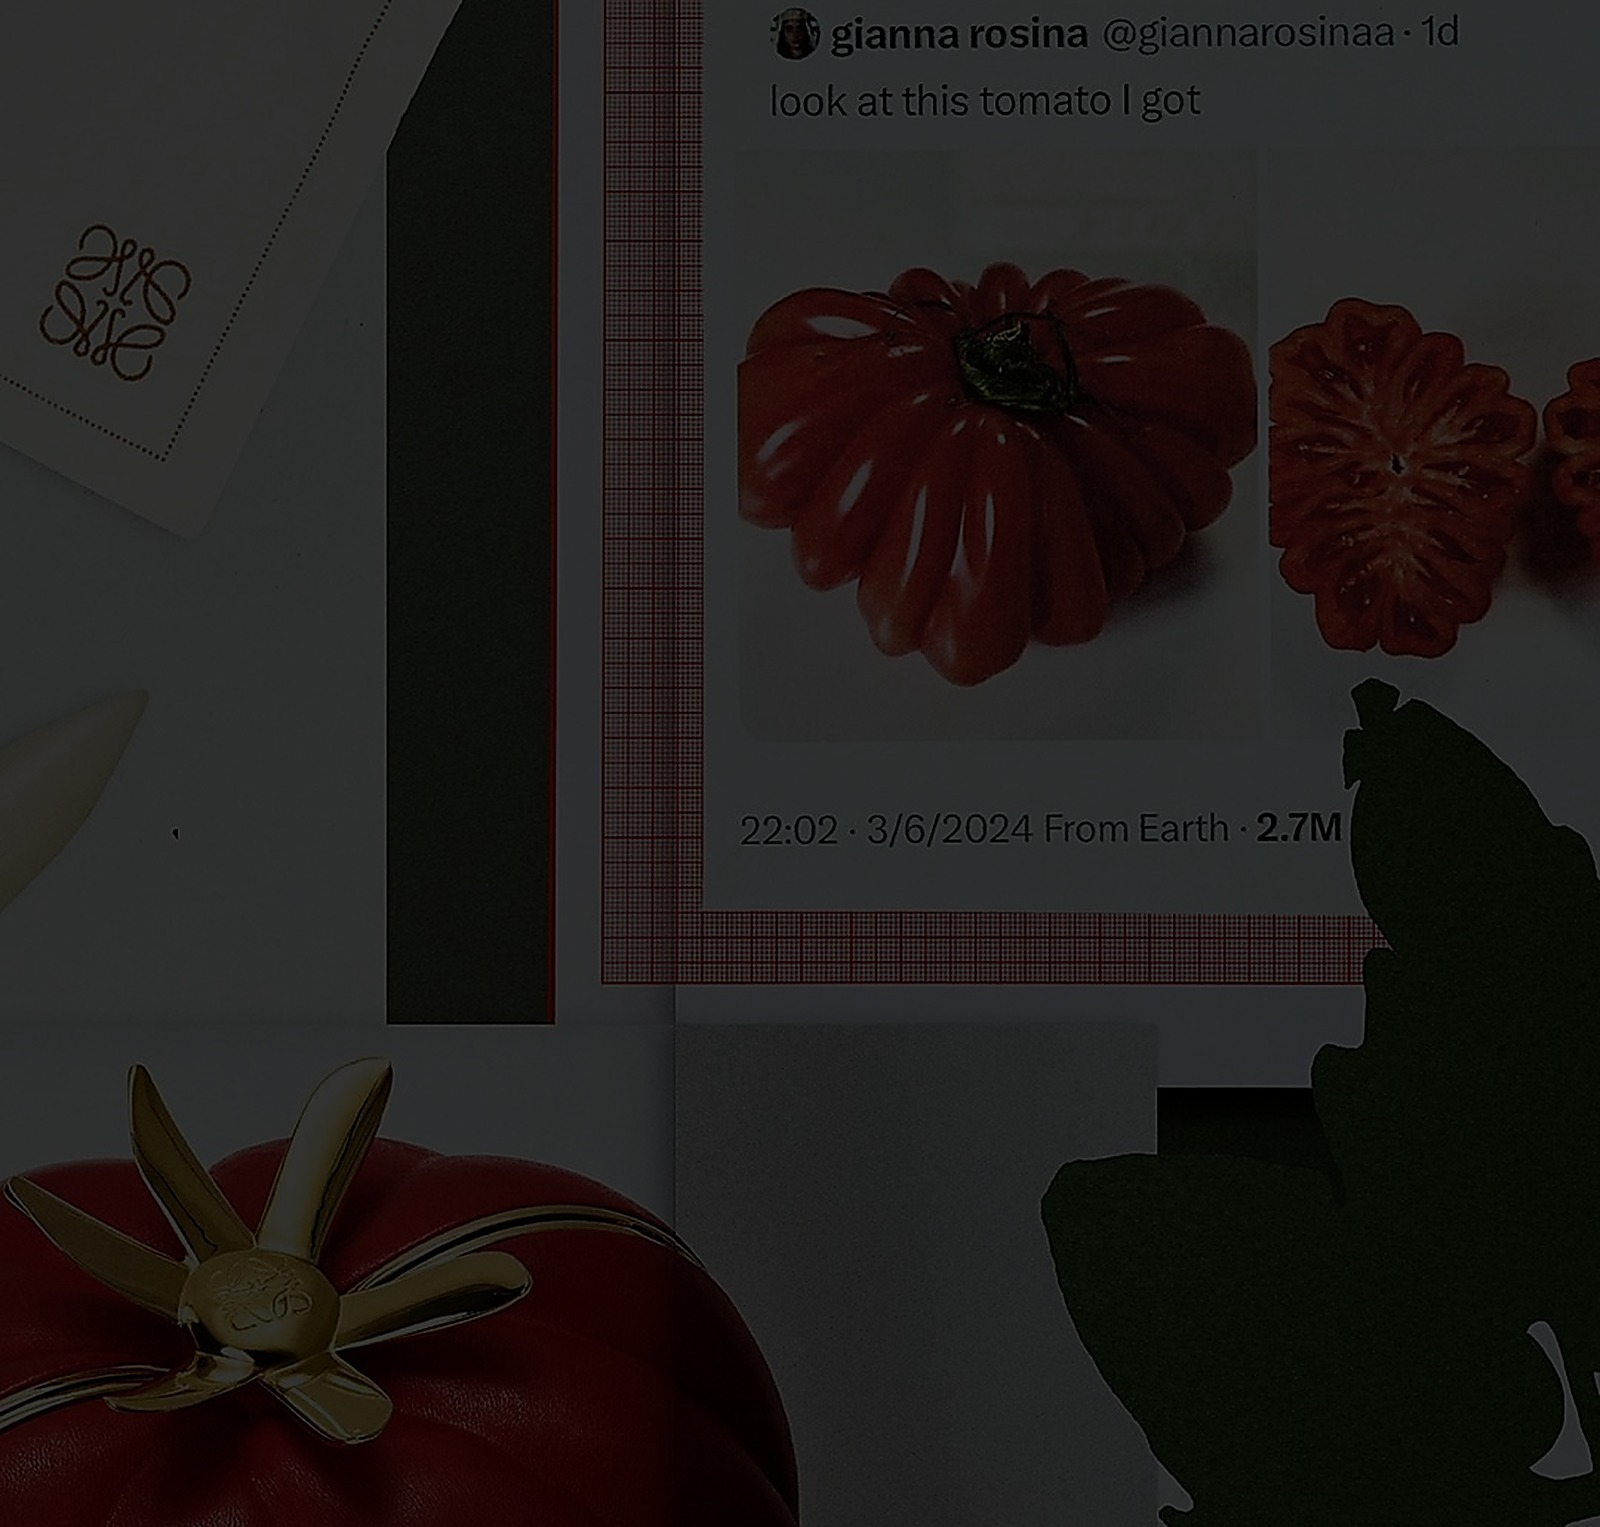 gianna rosina @giannarosinaa · 1d
look at this tomato I got
22:02 · 3/6/2024 From Earth · 2.7M